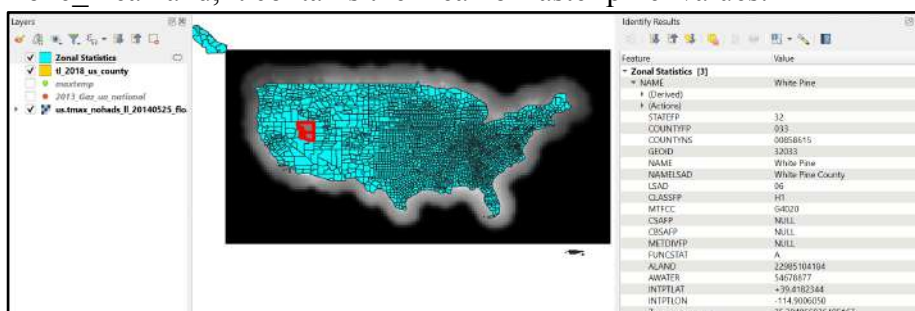 Layers
Zonal Statistics
tl_2018_us_county
maxtemp
2013_Gaz_ua_national
us.tmax_nohads_ll_20140525_flo
Identify Results
Feature Value
Zonal Statistics [3]
NAME White Pine
(Derived)
(Actions)
STATEFP 32
COUNTYFP 033
COUNTYNS 00858615
GEOID 32033
NAME White Pine
NAMELSAD White Pine County
LSAD 06
CLASSFP H1
MTFCC G4020
CSAFP NULL
CBSAFP NULL
METDIVFP NULL
FUNCSTAT A
ALAND 22985104104
AWATER 54678877
INTPTLAT +39.4182344
INTPTLON -114.9006050